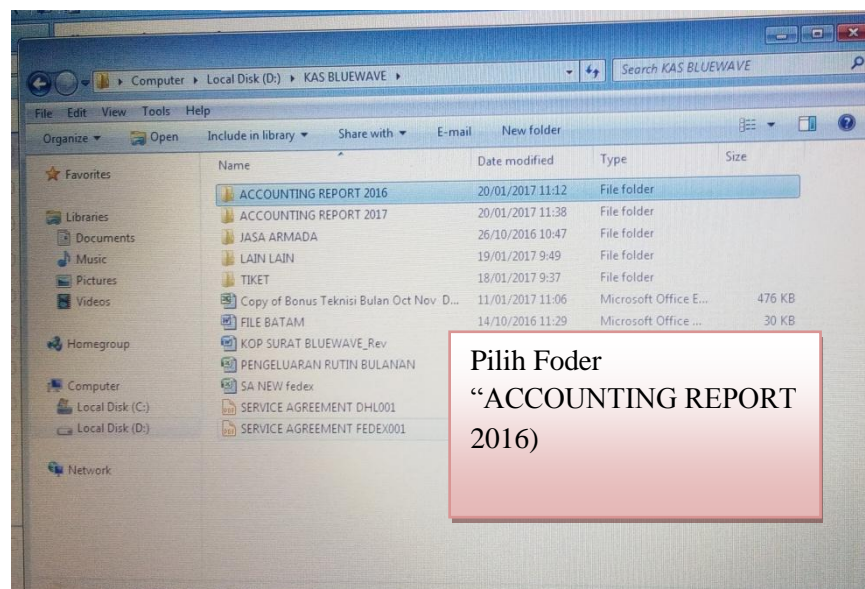 Computer ▸ Local Disk (D:) ▸ KAS BLUEWAVE ▸
Search KAS BLUEWAVE
File Edit View Tools Help
Organize Open Include in library Share with E-mail New folder
Name Date modified Type Size
Favorites
ACCOUNTING REPORT 2016 20/01/2017 11:12 File folder
Libraries ACCOUNTING REPORT 2017 20/01/2017 11:38 File folder
Documents JASA ARMADA 26/10/2016 10:47 File folder
Music LAIN LAIN 19/01/2017 9:49 File folder
Pictures TIKET 18/01/2017 9:37 File folder
Videos Copy of Bonus Teknisi Bulan Oct Nov D... 11/01/2017 11:06 Microsoft Office E... 476 KB
FILE BATAM 14/10/2016 11:29 Microsoft Office ... 30 KB
Homegroup KOP SURAT BLUEWAVE_Rev
PENGELUARAN RUTIN BULANAN
Computer SA NEW fedex
Local Disk (C:) SERVICE AGREEMENT DHL001
Local Disk (D:) SERVICE AGREEMENT FEDEX001
Network
Pilih Foder
“ACCOUNTING REPORT
2016)